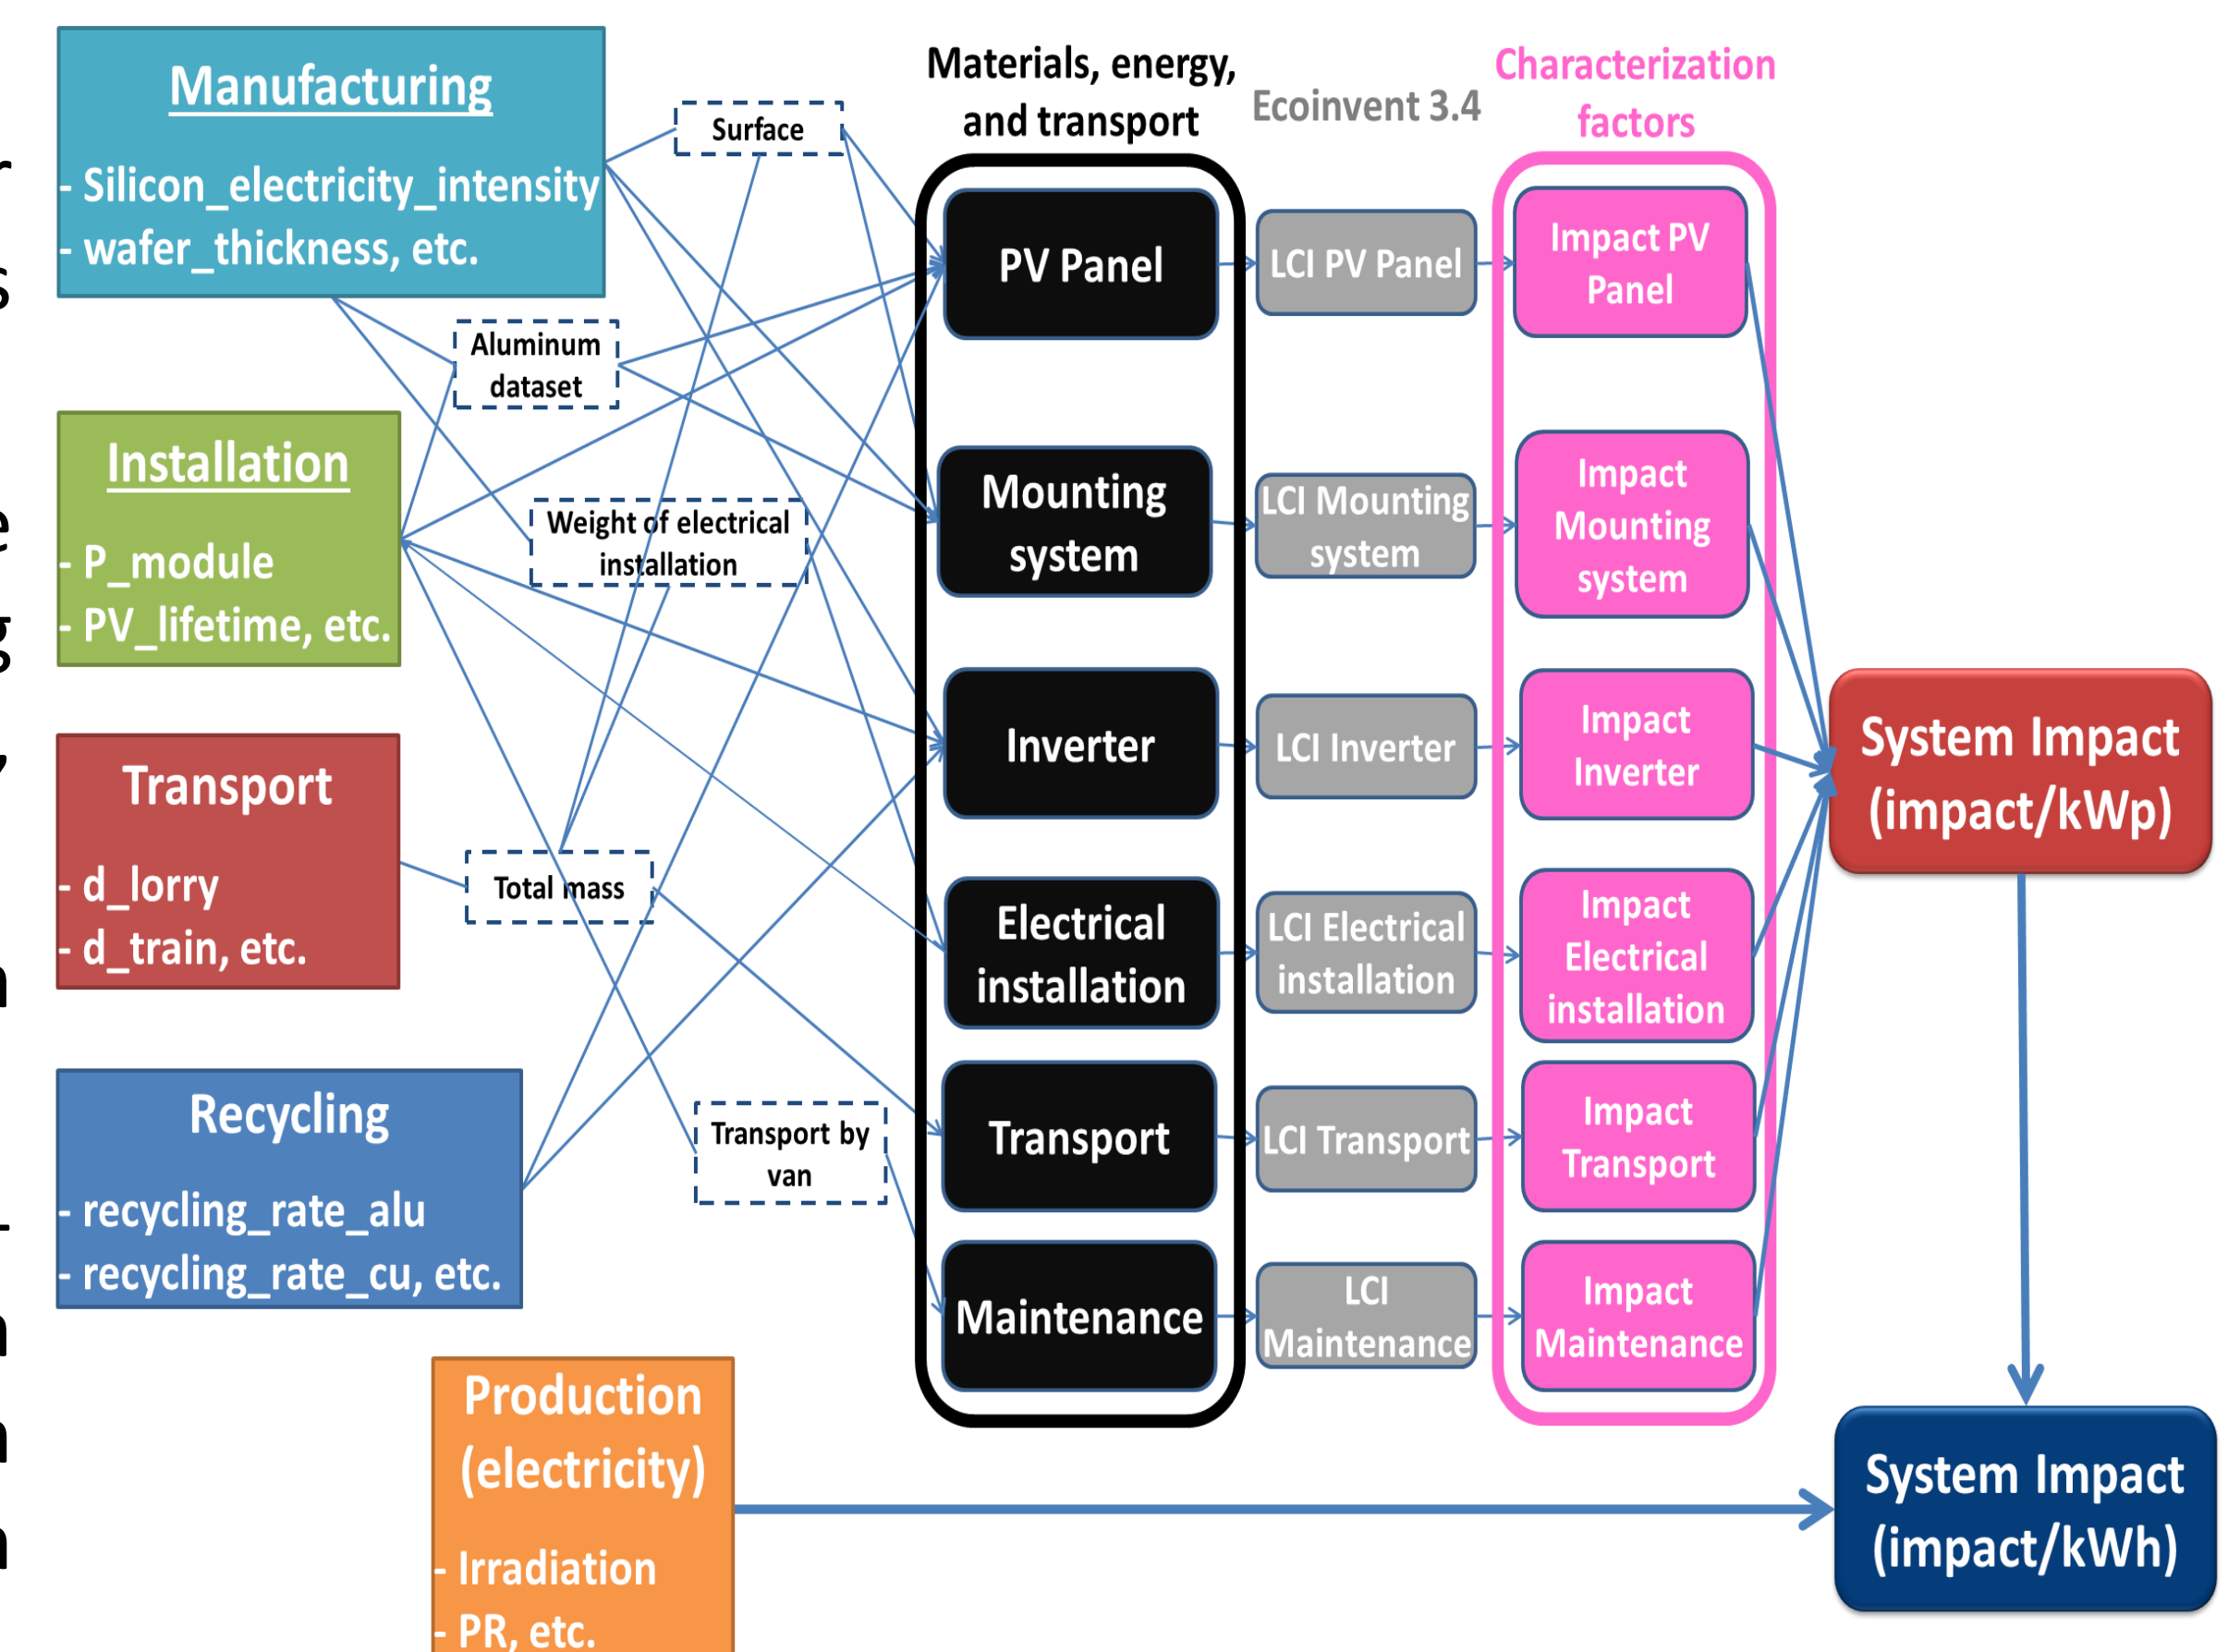 Manufacturing
- Silicon_electricity_intensity
- wafer_thickness, etc.
Installation
- P_module
- PV_lifetime, etc.
Transport
- d_lorry
- d_train, etc.
Recycling
- recycling_rate_alu
- recycling_rate_cu, etc.
Production
(electricity)
- Irradiation
- PR, etc.
Surface
Aluminum
dataset
Weight of electrical
installation
Total mass
Transport by
van
Materials, energy,
and transport
PV Panel
Mounting
system
Inverter
Electrical
installation
Transport
Maintenance
Ecoinvent 3.4
LCI PV Panel
LCI Mounting
system
LCI Inverter
LCI Electrical
installation
LCI Transport
LCI
Maintenance
Characterization
factors
Impact PV
Panel
Impact
Mounting
system
Impact
Inverter
Impact
Electrical
installation
Impact
Transport
Impact
Maintenance
System Impact
(impact/kWp)
System Impact
(impact/kWh)